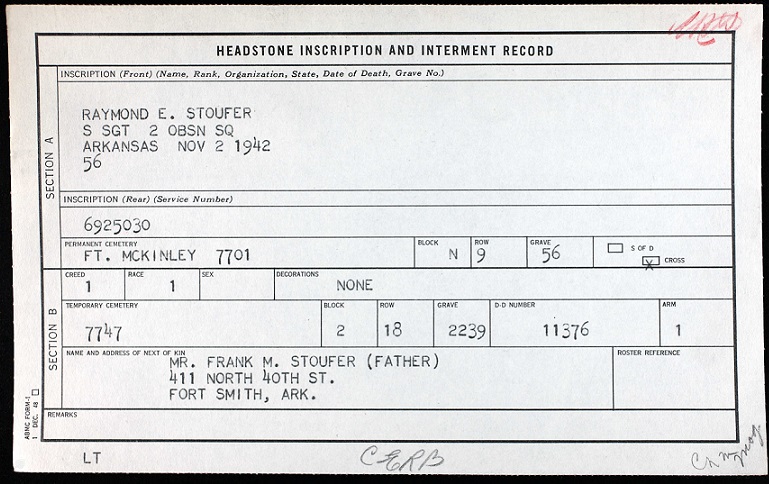 HEADSTONE INSCRIPTION AND INTERMENT RECORD
SECTION A
INSCRIPTION (Front) (Name, Rank, Organization, State, Date of Death, Grave No.)
RAYMOND E. STOUFER
S SGT 2 OBSN SQ
ARKANSAS NOV 2 1942
56
INSCRIPTION (Rear) (Service Number)
6925030
PERMANENT CEMETERY BLOCK ROW GRAVE
FT. MCKINLEY 7701 N 9 56
S OF D
X CROSS
SECTION B
CREED RACE SEX DECORATIONS
1 1 NONE
TEMPORARY CEMETERY BLOCK ROW GRAVE D-D NUMBER ARM
7747 2 18 2239 11376 1
NAME AND ADDRESS OF NEXT OF KIN ROSTER REFERENCE
MR. FRANK M. STOUFER (FATHER)
411 NORTH 40TH ST.
FORT SMITH, ARK.
REMARKS
ABMC FORM-1
1 DEC. 48
LT CERB